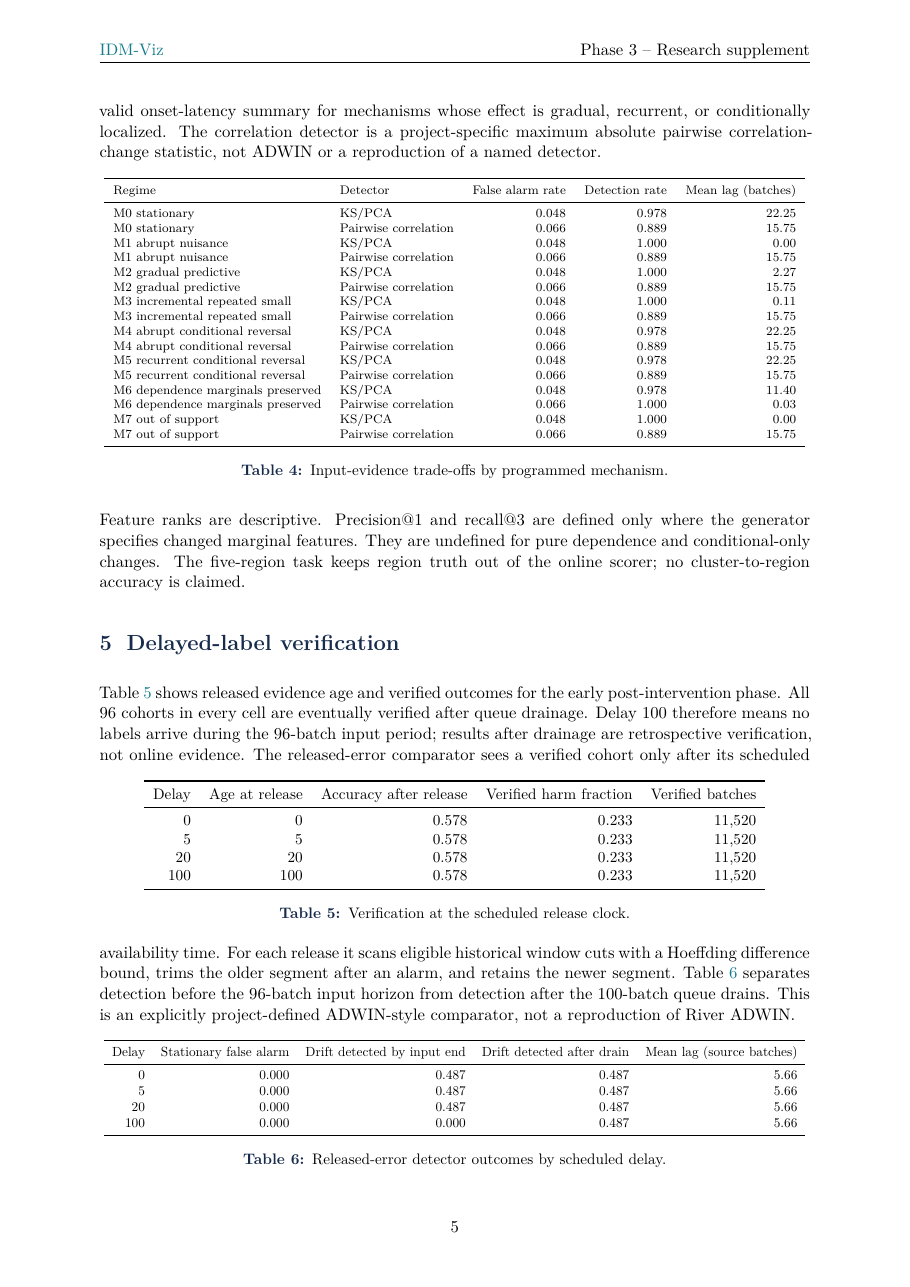 IDM-Viz Phase 3 – Research supplement
valid onset-latency summary for mechanisms whose effect is gradual, recurrent, or conditionally
localized. The correlation detector is a project-specific maximum absolute pairwise correlation-
change statistic, not ADWIN or a reproduction of a named detector.
Regime Detector False alarm rate Detection rate Mean lag (batches)
M0 stationary KS/PCA 0.048 0.978 22.25
M0 stationary Pairwise correlation 0.066 0.889 15.75
M1 abrupt nuisance KS/PCA 0.048 1.000 0.00
M1 abrupt nuisance Pairwise correlation 0.066 0.889 15.75
M2 gradual predictive KS/PCA 0.048 1.000 2.27
M2 gradual predictive Pairwise correlation 0.066 0.889 15.75
M3 incremental repeated small KS/PCA 0.048 1.000 0.11
M3 incremental repeated small Pairwise correlation 0.066 0.889 15.75
M4 abrupt conditional reversal KS/PCA 0.048 0.978 22.25
M4 abrupt conditional reversal Pairwise correlation 0.066 0.889 15.75
M5 recurrent conditional reversal KS/PCA 0.048 0.978 22.25
M5 recurrent conditional reversal Pairwise correlation 0.066 0.889 15.75
M6 dependence marginals preserved KS/PCA 0.048 0.978 11.40
M6 dependence marginals preserved Pairwise correlation 0.066 1.000 0.03
M7 out of support KS/PCA 0.048 1.000 0.00
M7 out of support Pairwise correlation 0.066 0.889 15.75
Table 4: Input-evidence trade-offs by programmed mechanism.
Feature ranks are descriptive. Precision@1 and recall@3 are defined only where the generator
specifies changed marginal features. They are undefined for pure dependence and conditional-only
changes. The five-region task keeps region truth out of the online scorer; no cluster-to-region
accuracy is claimed.
5 Delayed-label verification
Table 5 shows released evidence age and verified outcomes for the early post-intervention phase. All
96 cohorts in every cell are eventually verified after queue drainage. Delay 100 therefore means no
labels arrive during the 96-batch input period; results after drainage are retrospective verification,
not online evidence. The released-error comparator sees a verified cohort only after its scheduled
Delay Age at release Accuracy after release Verified harm fraction Verified batches
0 0 0.578 0.233 11,520
5 5 0.578 0.233 11,520
20 20 0.578 0.233 11,520
100 100 0.578 0.233 11,520
Table 5: Verification at the scheduled release clock.
availability time. For each release it scans eligible historical window cuts with a Hoeffding difference
bound, trims the older segment after an alarm, and retains the newer segment. Table 6 separates
detection before the 96-batch input horizon from detection after the 100-batch queue drains. This
is an explicitly project-defined ADWIN-style comparator, not a reproduction of River ADWIN.
Delay Stationary false alarm Drift detected by input end Drift detected after drain Mean lag (source batches)
0 0.000 0.487 0.487 5.66
5 0.000 0.487 0.487 5.66
20 0.000 0.487 0.487 5.66
100 0.000 0.000 0.487 5.66
Table 6: Released-error detector outcomes by scheduled delay.
5